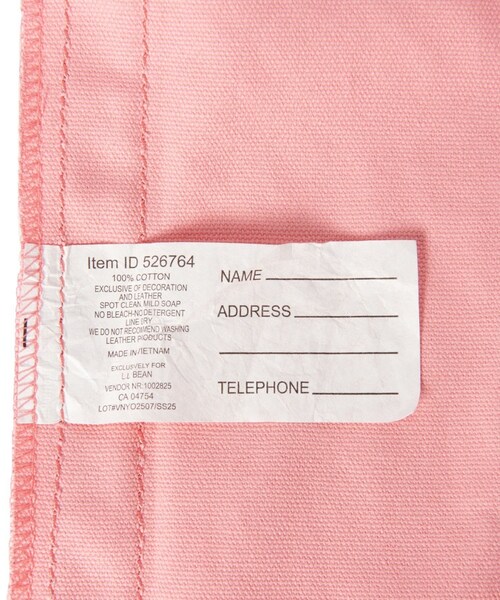 Item ID 526764
100% COTTON
EXCLUSIVE OF DECORATION
AND LEATHER
SPOT CLEAN MILD SOAP
NO BLEACH-NO DETERGENT
LINE DRY
WE DO NOT RECOMEND WASHING
LEATHER PRODUCTS
MADE IN VIETNAM
EXCLUSIVELY FOR
L.L BEAN
VENDOR NR:1002825
CA 04754
LOT#VNYO2507/SS25
NAME
ADDRESS
TELEPHONE